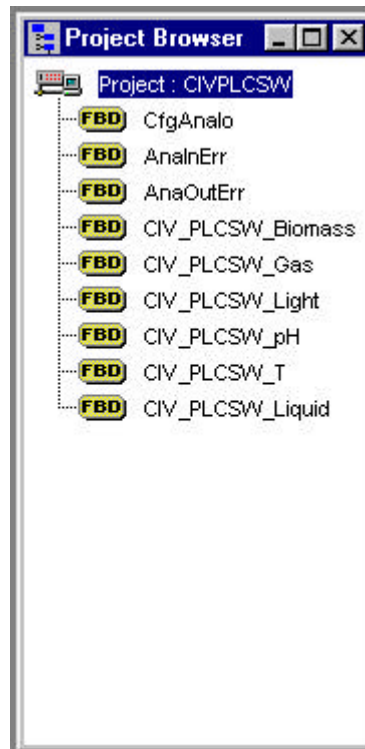 Project Browser
Project : CIVPLCSW
FBD CfgAnalo
FBD AnaInErr
FBD AnaOutErr
FBD CIV_PLCSW_Biomass
FBD CIV_PLCSW_Gas
FBD CIV_PLCSW_Light
FBD CIV_PLCSW_pH
FBD CIV_PLCSW_T
FBD CIV_PLCSW_Liquid